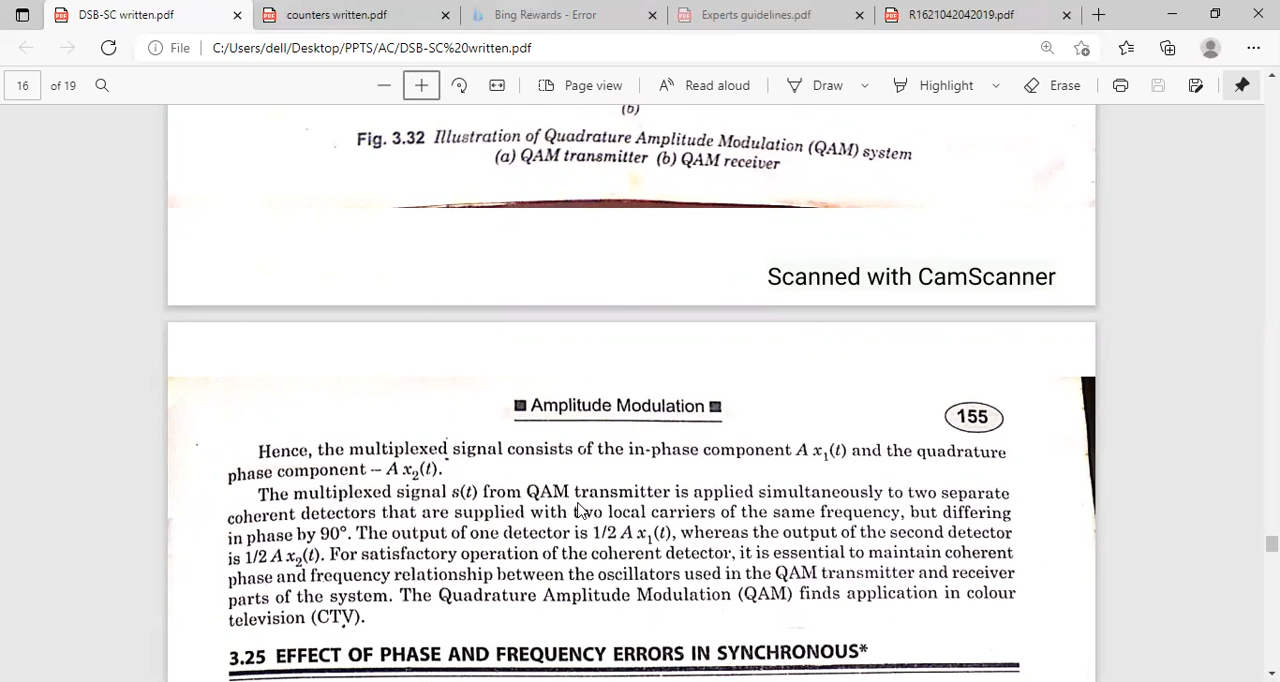 DSB-SC written.pdf
counters written.pdf
Bing Rewards - Error
Experts guidelines.pdf
R1621042042019.pdf
File
C:/Users/dell/Desktop/PPTS/AC/DSB-SC%20written.pdf
16 of 19
Page view
Read aloud
Draw
Highlight
Erase
(b)
Fig. 3.32 Illustration of Quadrature Amplitude Modulation (QAM) system
(a) QAM transmitter (b) QAM receiver
Scanned with CamScanner
Amplitude Modulation
155
Hence, the multiplexed signal consists of the in-phase component A x₁(t) and the quadrature
phase component – A x₂(t).
The multiplexed signal s(t) from QAM transmitter is applied simultaneously to two separate
coherent detectors that are supplied with two local carriers of the same frequency, but differing
in phase by 90°. The output of one detector is 1/2 A x₁(t), whereas the output of the second detector
is 1/2 A x₂(t). For satisfactory operation of the coherent detector, it is essential to maintain coherent
phase and frequency relationship between the oscillators used in the QAM transmitter and receiver
parts of the system. The Quadrature Amplitude Modulation (QAM) finds application in colour
television (CTV).
3.25 EFFECT OF PHASE AND FREQUENCY ERRORS IN SYNCHRONOUS*